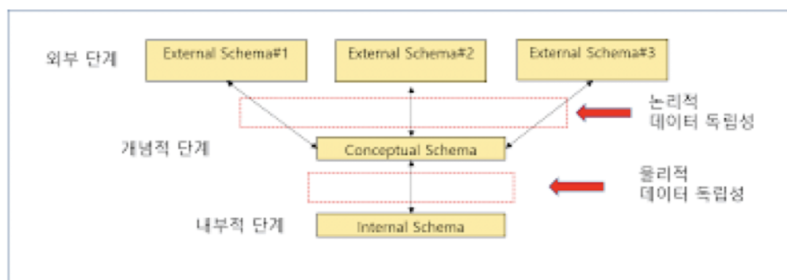 외부 단계
External Schema#1
External Schema#2
External Schema#3
논리적
데이터 독립성
개념적 단계
Conceptual Schema
물리적
데이터 독립성
내부적 단계
Internal Schema